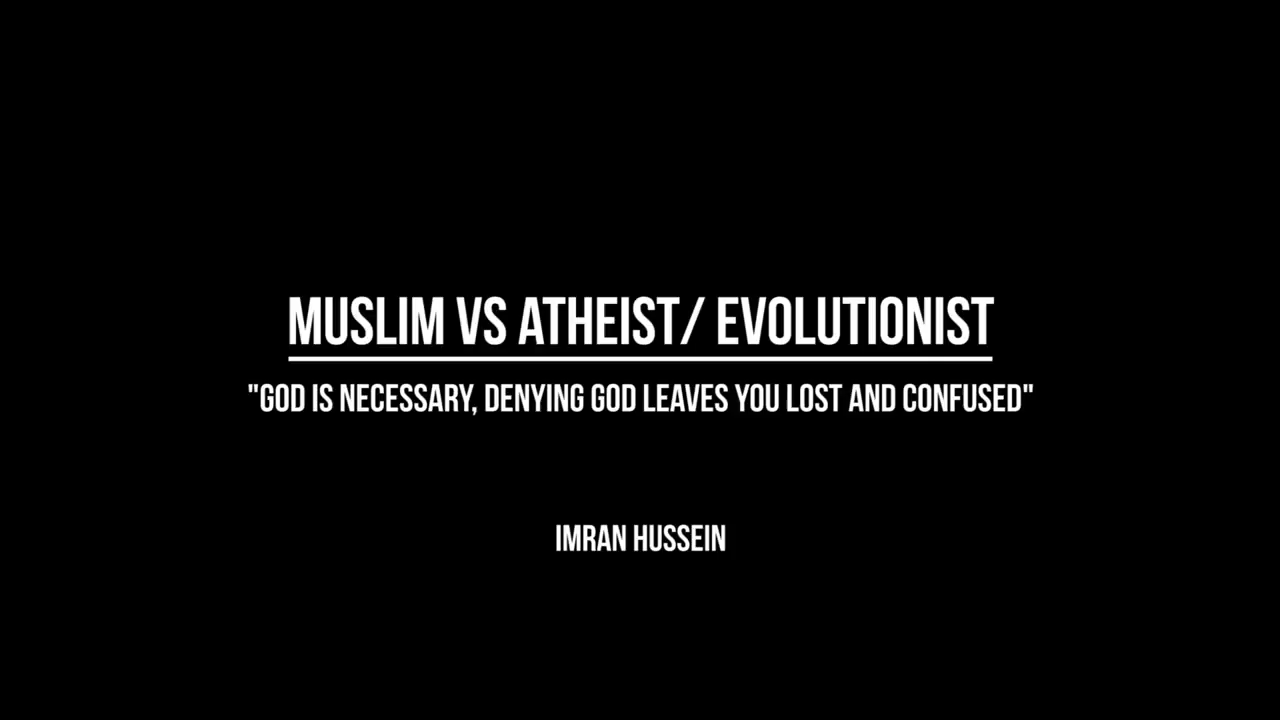 MUSLIM VS ATHEIST/ EVOLUTIONIST
"GOD IS NECESSARY, DENYING GOD LEAVES YOU LOST AND CONFUSED"
IMRAN HUSSEIN